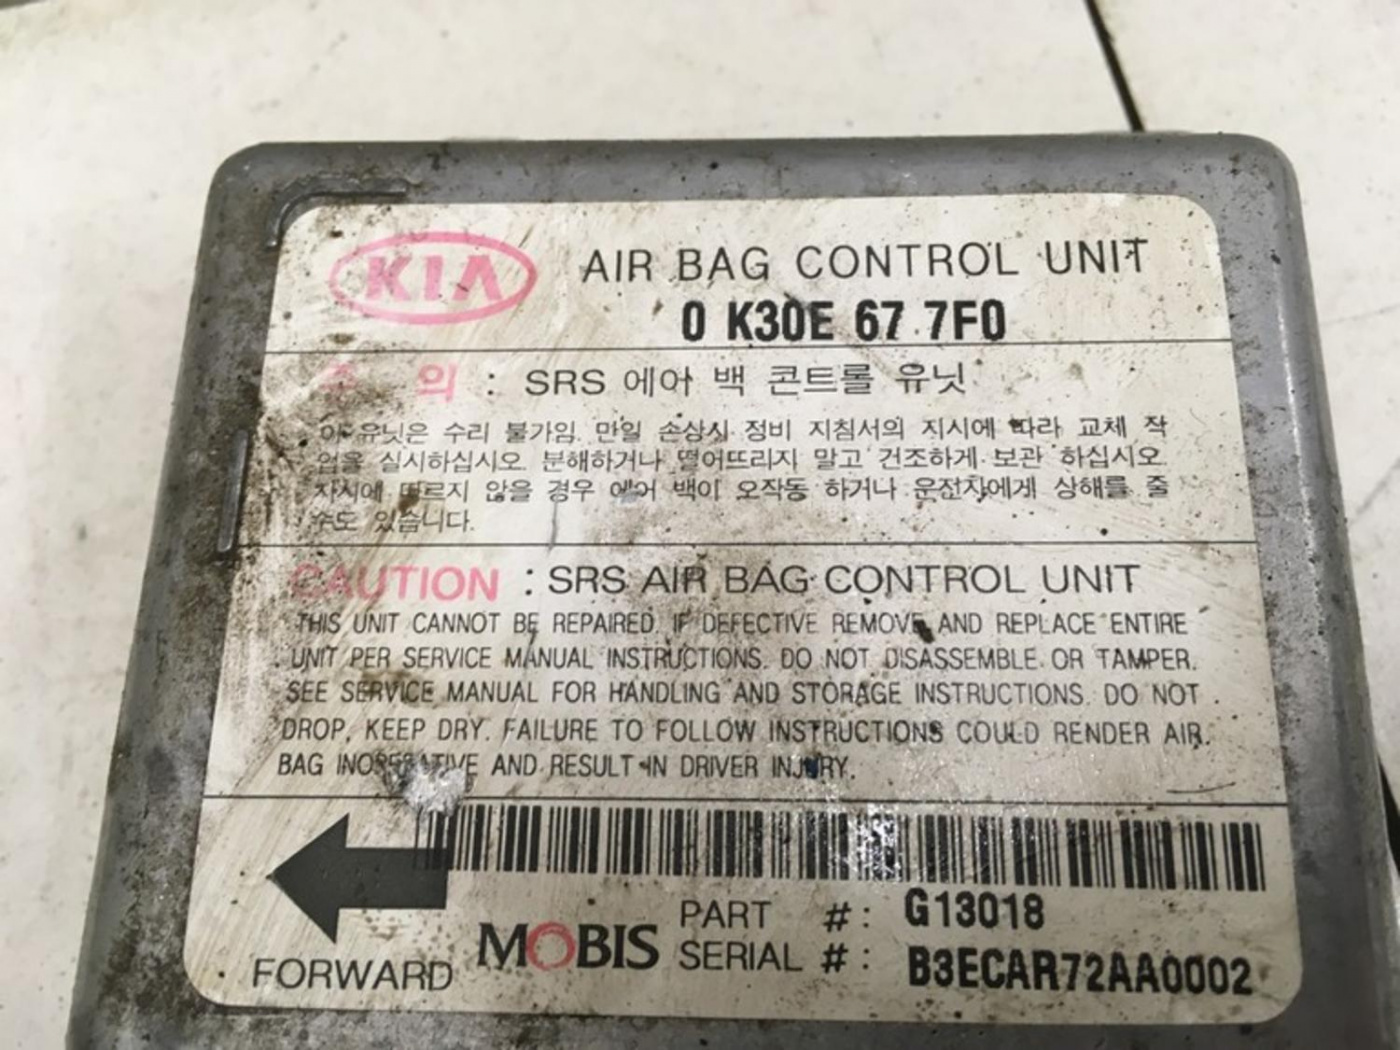 KIA AIR BAG CONTROL UNIT
0 K30E 67 7F0
주 의 : SRS 에어 백 콘트롤 유닛
이 유닛은 수리 불가임. 만일 손상시 정비 지침서의 지시에 따라 교체 작
업을 실시하십시오. 분해하거나 떨어뜨리지 말고 건조하게 보관 하십시오.
지시에 따르지 않을 경우 에어 백이 오작동 하거나 운전자에게 상해를 줄
수도 있습니다.
CAUTION : SRS AIR BAG CONTROL UNIT
THIS UNIT CANNOT BE REPAIRED. IF DEFECTIVE REMOVE AND REPLACE ENTIRE
UNIT PER SERVICE MANUAL INSTRUCTIONS. DO NOT DISASSEMBLE OR TAMPER.
SEE SERVICE MANUAL FOR HANDLING AND STORAGE INSTRUCTIONS. DO NOT
DROP, KEEP DRY. FAILURE TO FOLLOW INSTRUCTIONS COULD RENDER AIR
BAG INOPERATIVE AND RESULT IN DRIVER INJURY.
FORWARD
MOBIS
PART #: G13018
SERIAL #: B3ECAR72AA0002